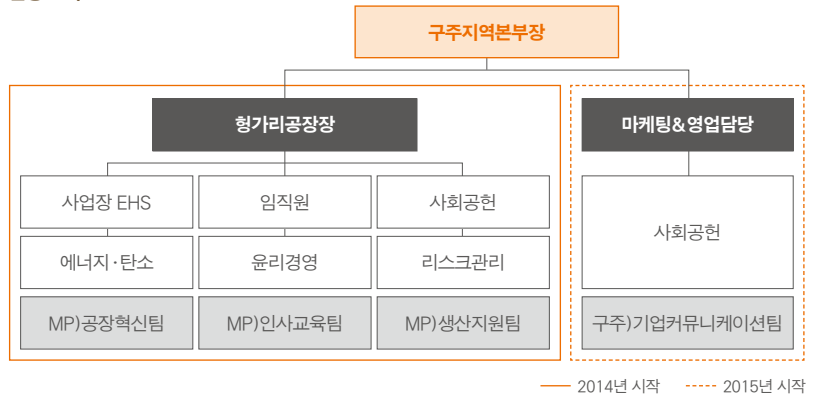 구주지역본부장
헝가리공장장
마케팅&영업담당
사업장 EHS
임직원
사회공헌
사회공헌
에너지·탄소
윤리경영
리스크관리
MP)공장혁신팀
MP)인사교육팀
MP)생산지원팀
구주)기업커뮤니케이션팀
2014년 시작
2015년 시작